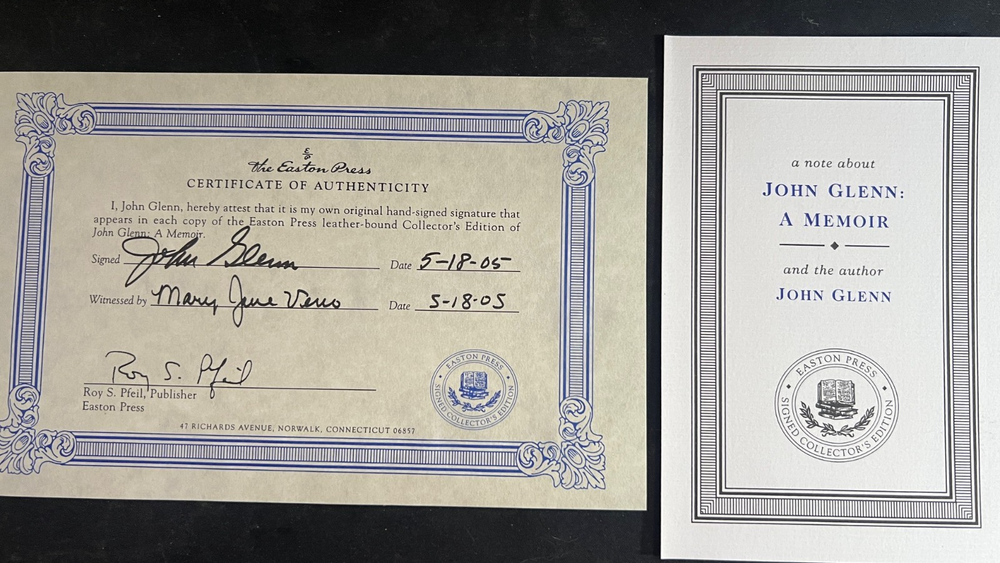 The Easton Press
CERTIFICATE OF AUTHENTICITY
I, John Glenn, hereby attest that it is my own original hand-signed signature that
appears in each copy of the Easton Press leather-bound Collector's Edition of
John Glenn: A Memoir.
Signed John Glenn Date 5-18-05
Witnessed by Mary Jane Date 5-18-05
Roy S. Pfeil
Roy S. Pfeil, Publisher
Easton Press
EASTON PRESS
SIGNED COLLECTOR'S EDITION
47 RICHARDS AVENUE, NORWALK, CONNECTICUT 06857
a note about
JOHN GLENN:
A MEMOIR
and the author
JOHN GLENN
EASTON PRESS
SIGNED COLLECTOR'S EDITION